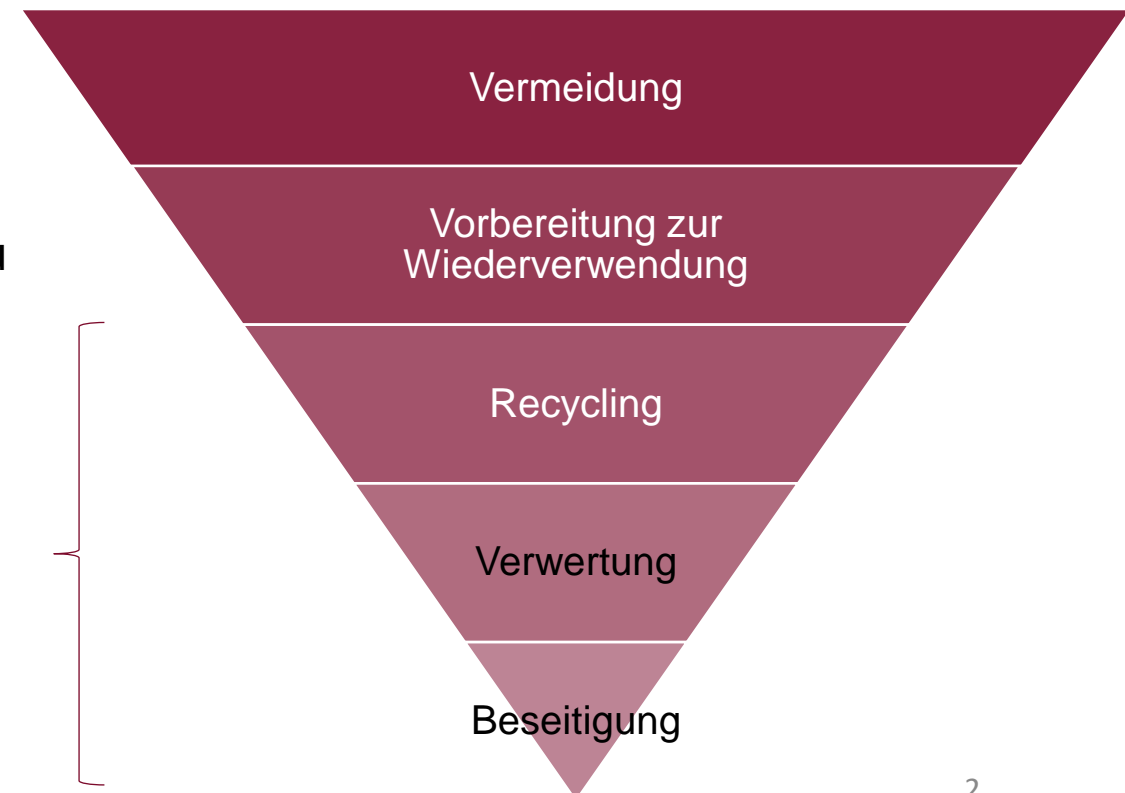 Vermeidung
Vorbereitung zur
Wiederverwendung
Recycling
Verwertung
Beseitigung
2